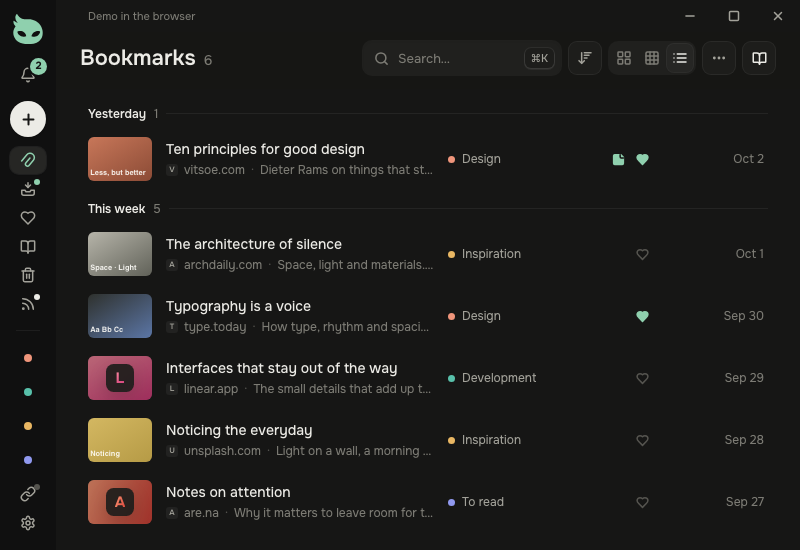 Demo in the browser
2
Bookmarks 6
Search... ⌘K
Yesterday 1
Less, but better
Ten principles for good design
V vitsoe.com · Dieter Rams on things that st...
Design
Oct 2
This week 5
Space · Light
The architecture of silence
A archdaily.com · Space, light and materials....
Inspiration
Oct 1
Aa Bb Cc
Typography is a voice
T type.today · How type, rhythm and spaci...
Design
Sep 30
L
Interfaces that stay out of the way
L linear.app · The small details that add up t...
Development
Sep 29
Noticing
Noticing the everyday
U unsplash.com · Light on a wall, a morning ...
Inspiration
Sep 28
A
Notes on attention
A are.na · Why it matters to leave room for t...
To read
Sep 27